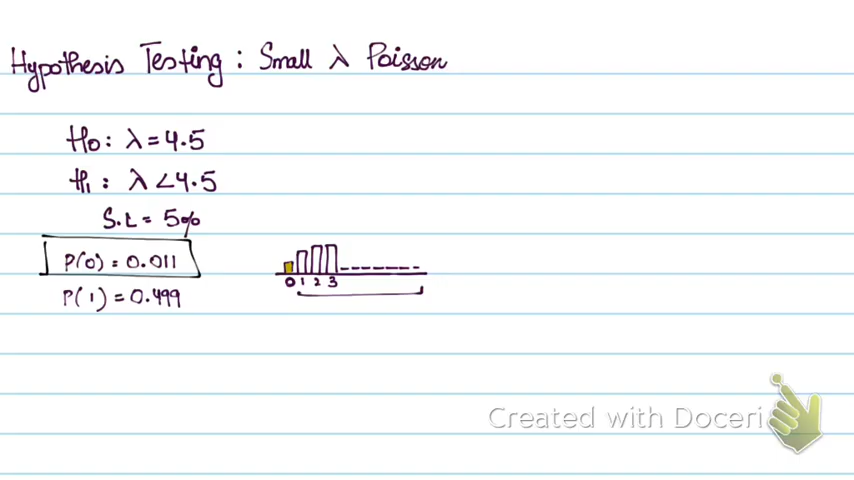 Hypothesis Testing : Small λ Poisson
H0 : λ = 4.5
H1 : λ < 4.5
S.L = 5%
P(0) = 0.011
P(1) = 0.499
0 1 2 3
Created with Doceri